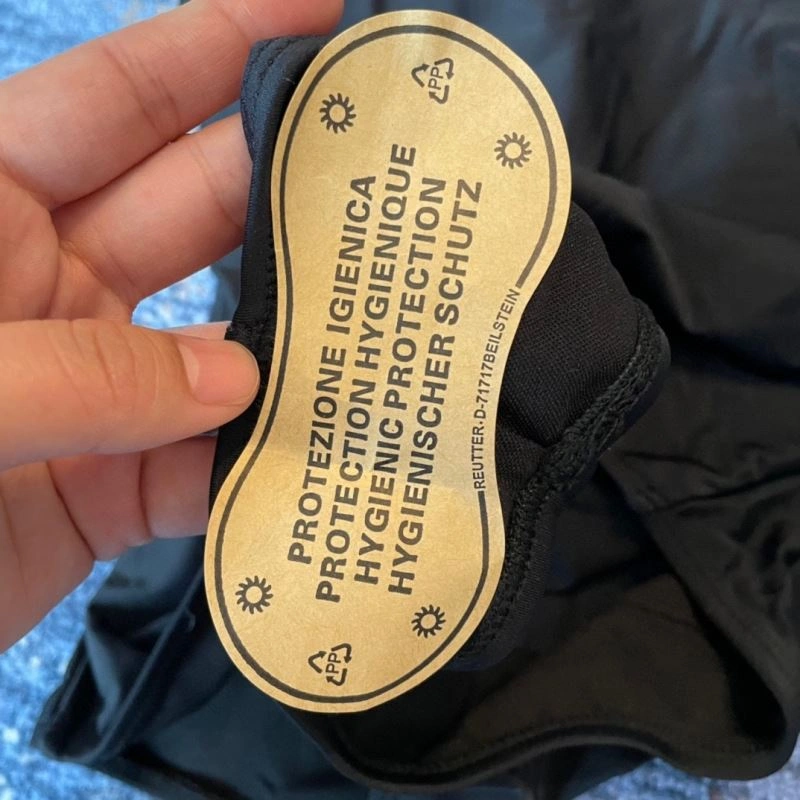 PP
PROTEZIONE IGIENICA
PROTECTION HYGIENIQUE
HYGIENIC PROTECTION
HYGIENISCHER SCHUTZ
REUTTER·D-71717BEILSTEIN
PP